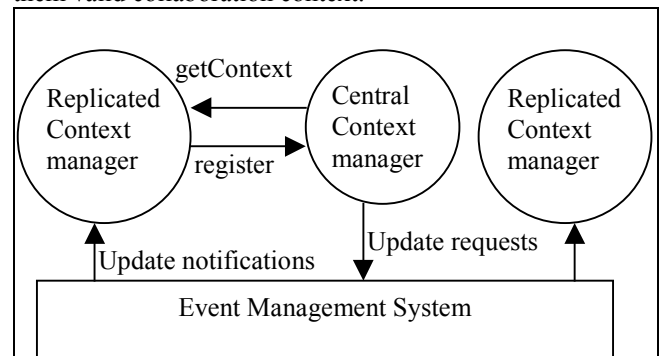 them valid collaboration context.
getContext
Replicated
Context
manager
Central
Context
manager
Replicated
Context
manager
register
Update requests
Update notifications
Event Management System